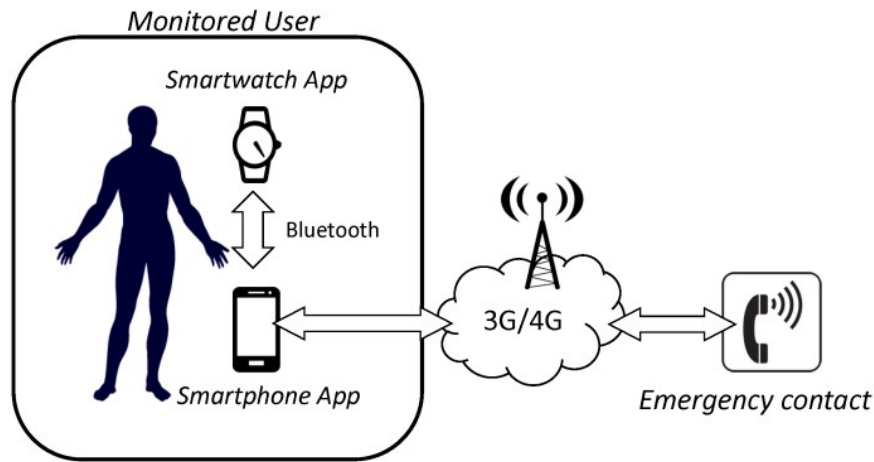 Monitored User
Smartwatch App
Bluetooth
3G/4G
Smartphone App
Emergency contact